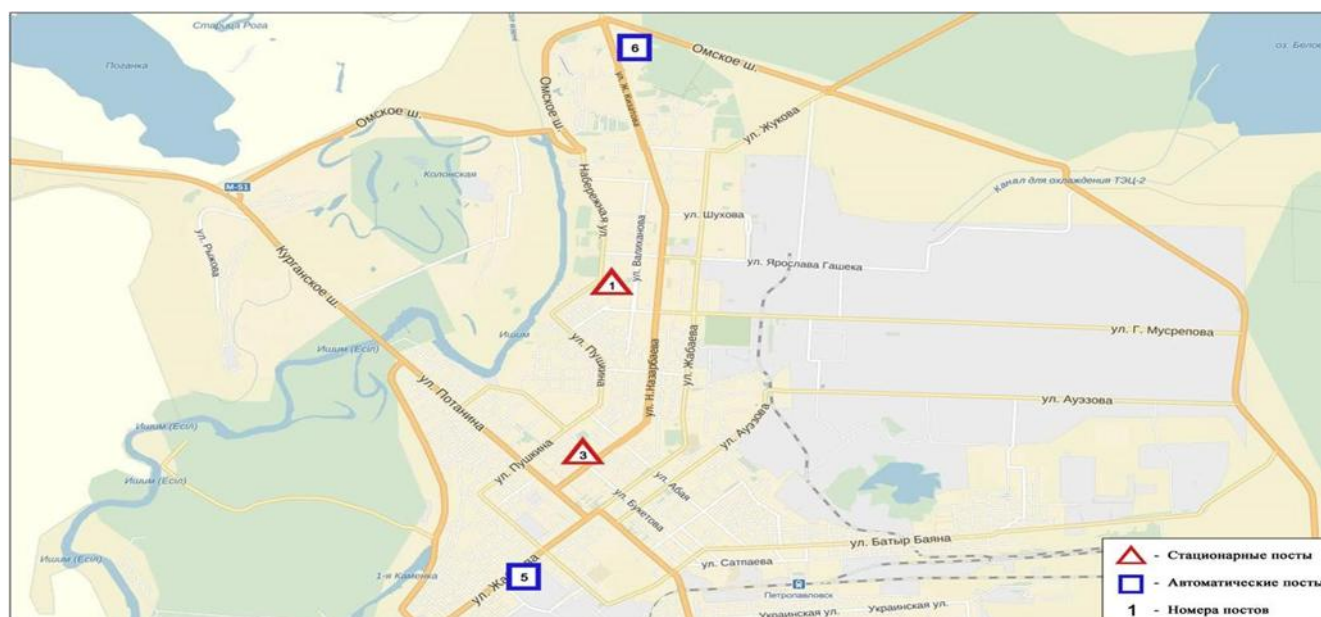 Старица Рога
Поганка
6
Омское ш.
оз. Белое
Омское ш.
ул. Жукова
Омское ш.
Колонская
М-51
Набережная ул.
Канал для охлаждения ТЭЦ-2
ул. Шухова
ул. Валиханова
ул. Рыжова
Курганское ш.
ул. Ярослава Гашека
1
Ишим
ул. Г. Мусрепова
Ишим (Есіл)
ул. Пушкина
ул. Жабаева
ул. Н.Назарбаева
ул. Потанина
ул. Ауэзова
ул. Ауэзова
Ишим (Есіл)
ул. Пушкина
3
ул. Абая
ул. Букетова
ул. Батыр Баяна
Ишим (Есіл)
ул. Сатпаева
1-я Каменка
5
Петропавловск
Украинская ул.
Украинская ул.
- Стационарные посты
- Автоматические посты
1 - Номера постов